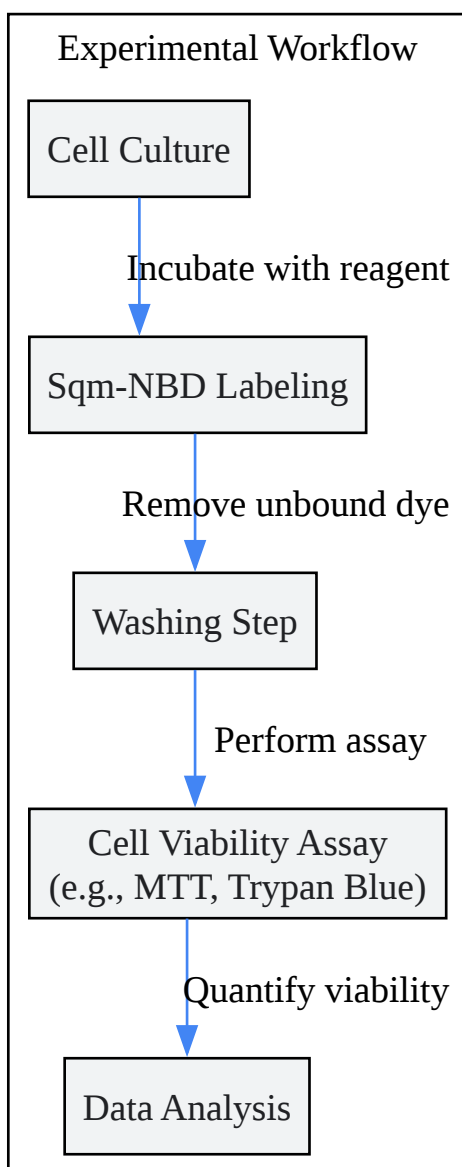 Experimental Workflow
Cell Culture
Incubate with reagent
Sqm-NBD Labeling
Remove unbound dye
Washing Step
Perform assay
Cell Viability Assay
(e.g., MTT, Trypan Blue)
Quantify viability
Data Analysis